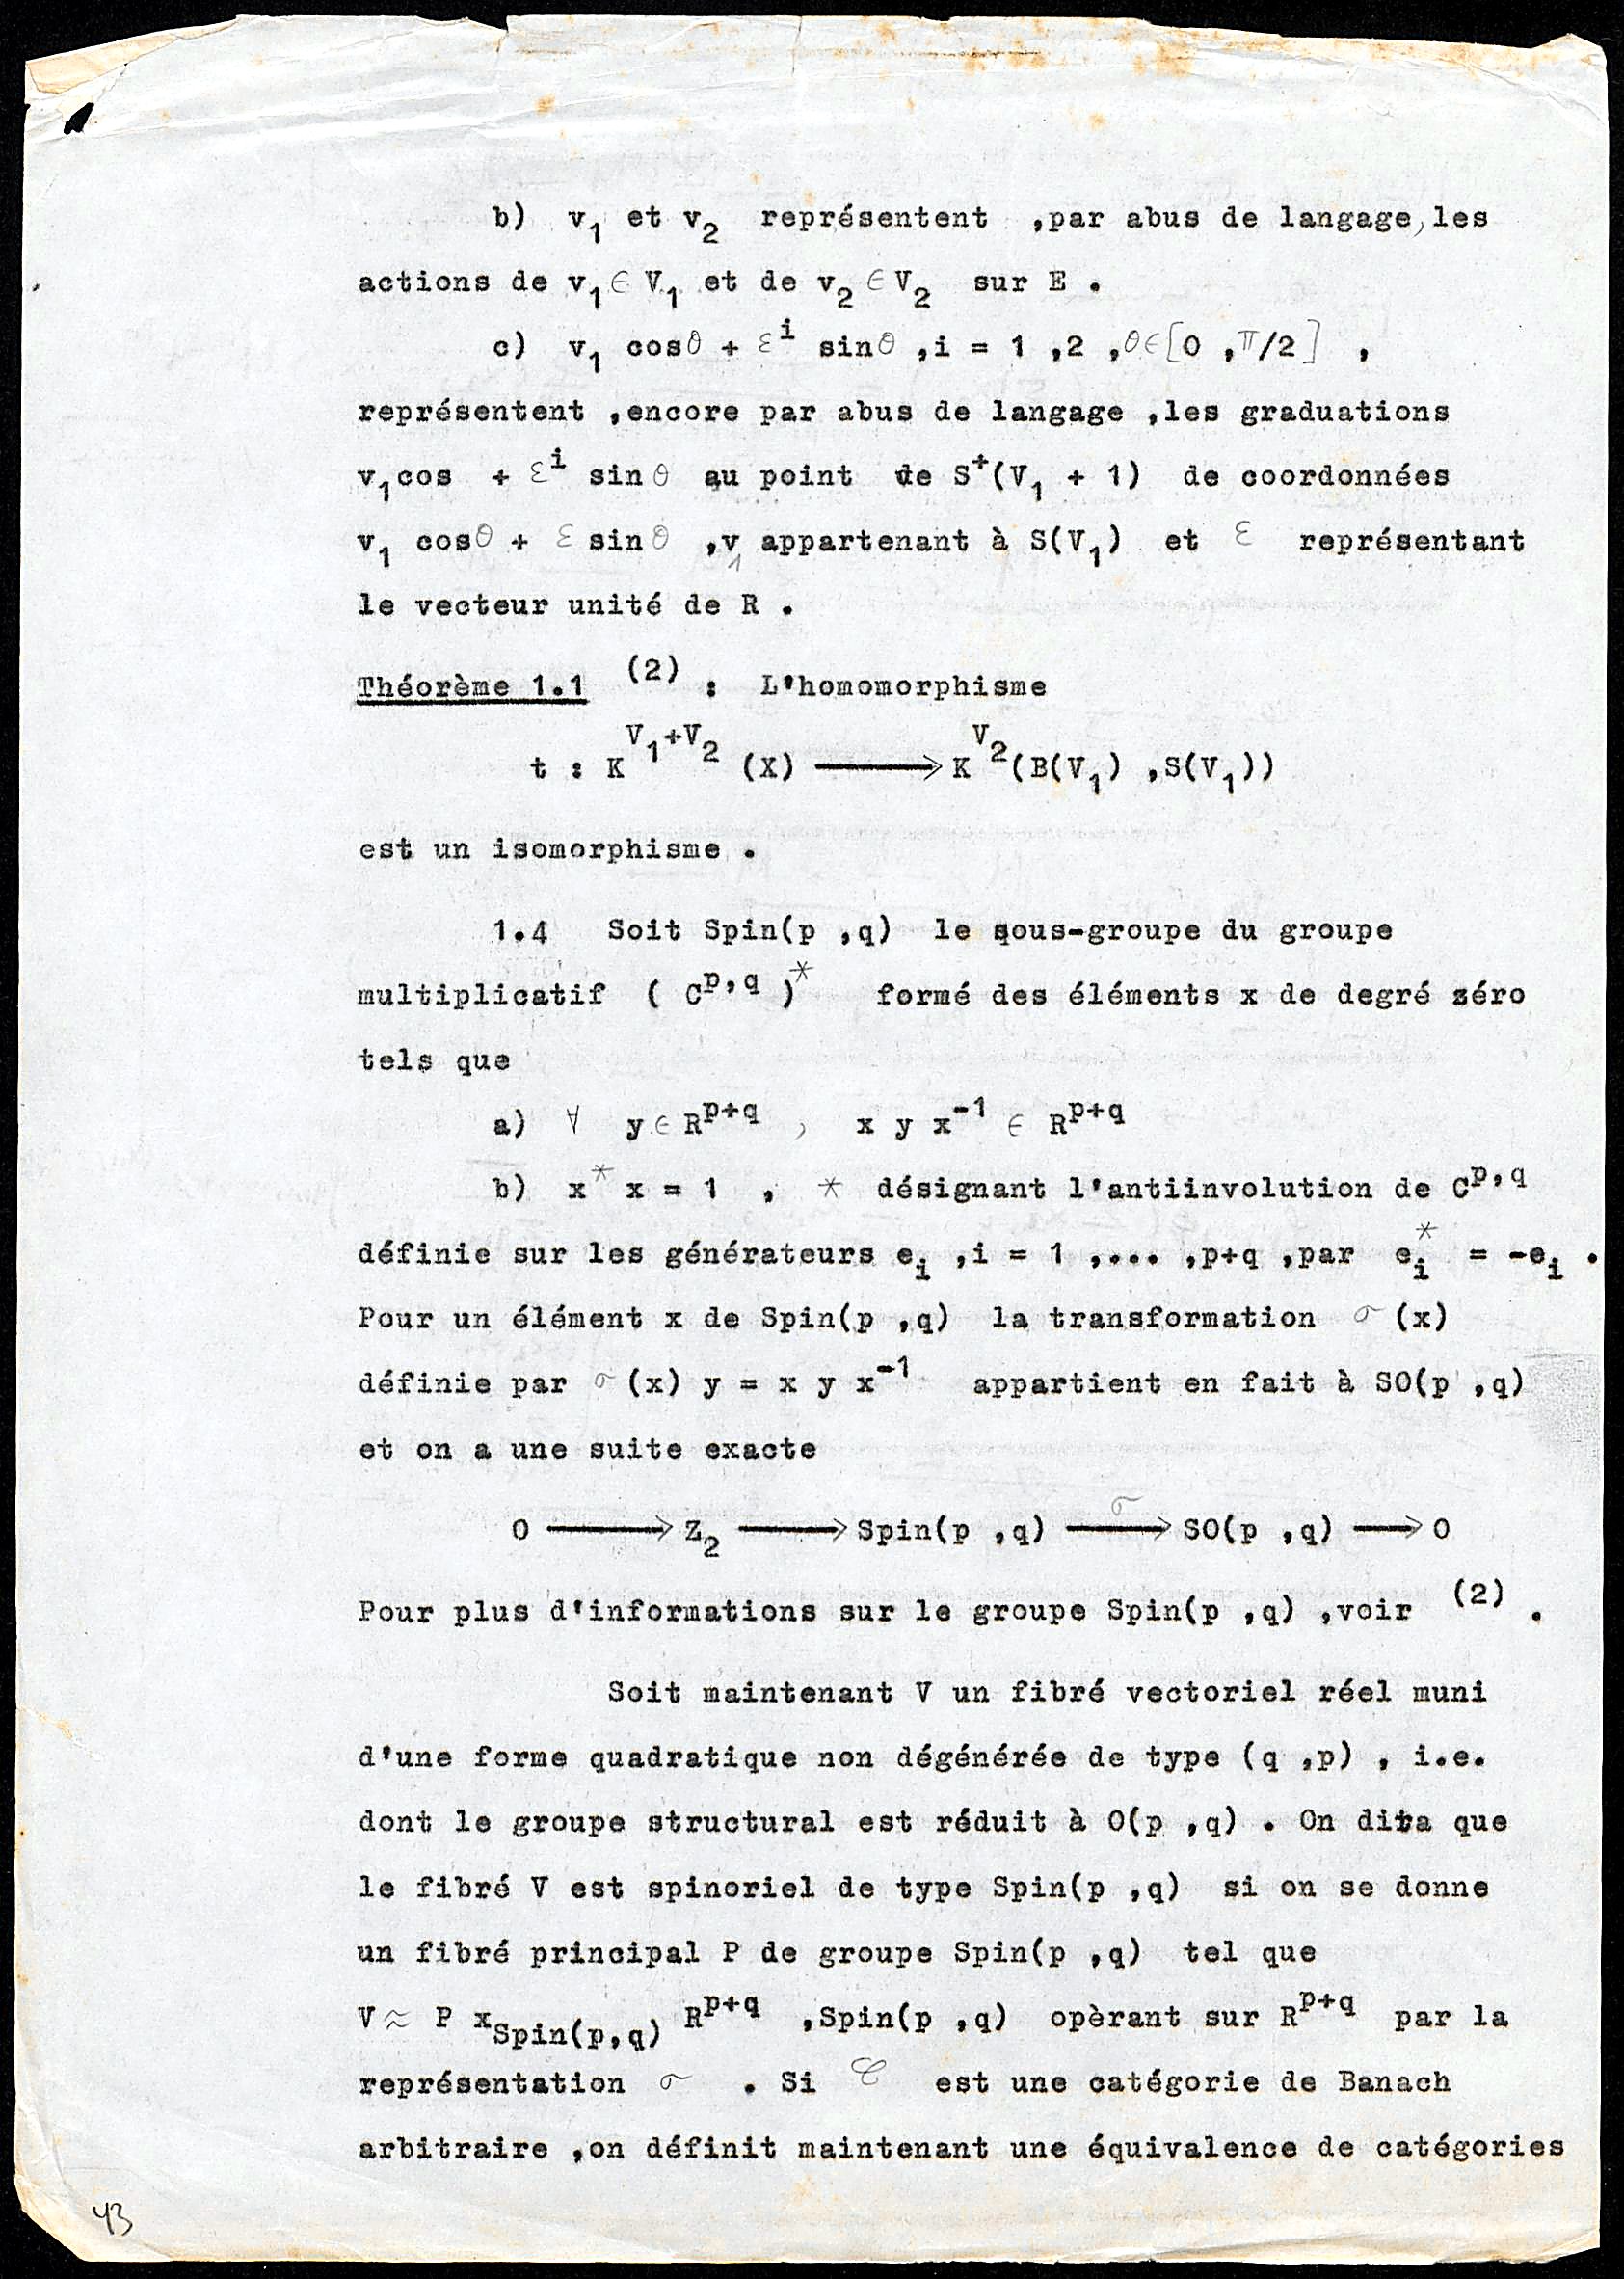 b) v₁ et v₂ représentent ,par abus de langage, les
actions de v₁ ∈ V₁ et de v₂ ∈ V₂ sur E .
c) v₁ cosθ + εⁱ sinθ ,i = 1 ,2 ,θ∈[0 ,π/2] ,
représentent ,encore par abus de langage ,les graduations
v₁cos + εⁱ sinθ au point de S⁺(V₁ + 1) de coordonnées
v₁ cosθ + ε sinθ ,v₁ appartenant à S(V₁) et ε représentant
le vecteur unité de R .
Théorème 1.1 (2) : L'homomorphisme
t : K^{V₁+V₂} (X) ⟶ K^{V₂}(B(V₁) ,S(V₁))
est un isomorphisme .
1.4 Soit Spin(p ,q) le sous-groupe du groupe
multiplicatif ( C^{p,q} )* formé des éléments x de degré zéro
tels que
a) ∀ y ∈ R^{p+q} , x y x⁻¹ ∈ R^{p+q}
b) x* x = 1 , * désignant l'antiinvolution de C^{p,q}
définie sur les générateurs e_i ,i = 1 ,... ,p+q ,par e_i* = -e_i .
Pour un élément x de Spin(p ,q) la transformation σ (x)
définie par σ (x) y = x y x⁻¹ appartient en fait à SO(p ,q)
et on a une suite exacte
0 ⟶ Z₂ ⟶ Spin(p ,q) ⟶^σ SO(p ,q) ⟶ 0
Pour plus d'informations sur le groupe Spin(p ,q) ,voir (2) .
Soit maintenant V un fibré vectoriel réel muni
d'une forme quadratique non dégénérée de type (q ,p) , i.e.
dont le groupe structural est réduit à O(p ,q) . On dira que
le fibré V est spinoriel de type Spin(p ,q) si on se donne
un fibré principal P de groupe Spin(p ,q) tel que
V ≈ P x_{Spin(p,q)} R^{p+q} ,Spin(p ,q) opèrant sur R^{p+q} par la
représentation σ . Si 𝒞 est une catégorie de Banach
arbitraire ,on définit maintenant une équivalence de catégories
43